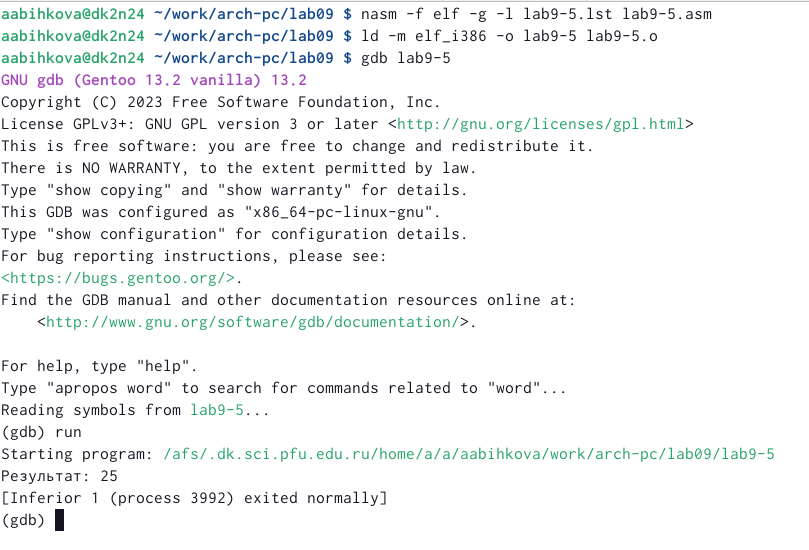 aabihkova@dk2n24 ~/work/arch-pc/lab09 $ nasm -f elf -g -l lab9-5.lst lab9-5.asm
aabihkova@dk2n24 ~/work/arch-pc/lab09 $ ld -m elf_i386 -o lab9-5 lab9-5.o
aabihkova@dk2n24 ~/work/arch-pc/lab09 $ gdb lab9-5
GNU gdb (Gentoo 13.2 vanilla) 13.2
Copyright (C) 2023 Free Software Foundation, Inc.
License GPLv3+: GNU GPL version 3 or later <http://gnu.org/licenses/gpl.html>
This is free software: you are free to change and redistribute it.
There is NO WARRANTY, to the extent permitted by law.
Type "show copying" and "show warranty" for details.
This GDB was configured as "x86_64-pc-linux-gnu".
Type "show configuration" for configuration details.
For bug reporting instructions, please see:
<https://bugs.gentoo.org/>.
Find the GDB manual and other documentation resources online at:
    <http://www.gnu.org/software/gdb/documentation/>.

For help, type "help".
Type "apropos word" to search for commands related to "word"...
Reading symbols from lab9-5...
(gdb) run
Starting program: /afs/.dk.sci.pfu.edu.ru/home/a/a/aabihkova/work/arch-pc/lab09/lab9-5
Результат: 25
[Inferior 1 (process 3992) exited normally]
(gdb)